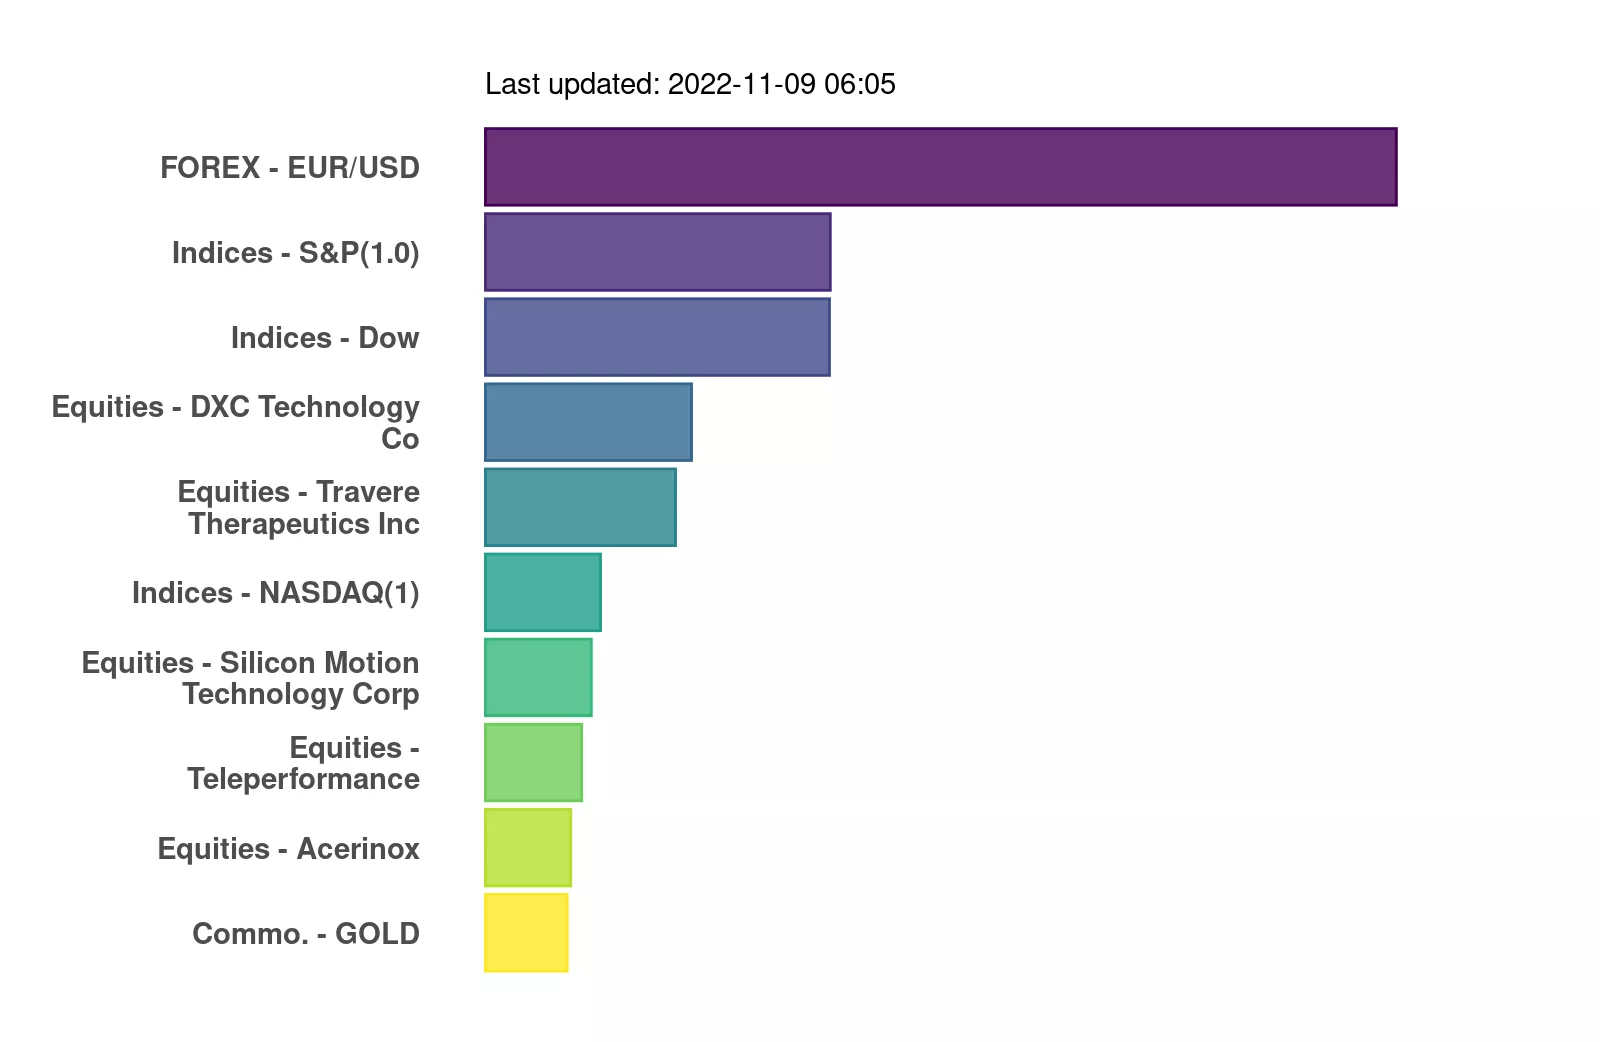 Last updated: 2022-11-09 06:05
FOREX - EUR/USD
Indices - S&P(1.0)
Indices - Dow
Equities - DXC Technology
Co
Equities - Travere
Therapeutics Inc
Indices - NASDAQ(1)
Equities - Silicon Motion
Technology Corp
Equities -
Teleperformance
Equities - Acerinox
Commo. - GOLD